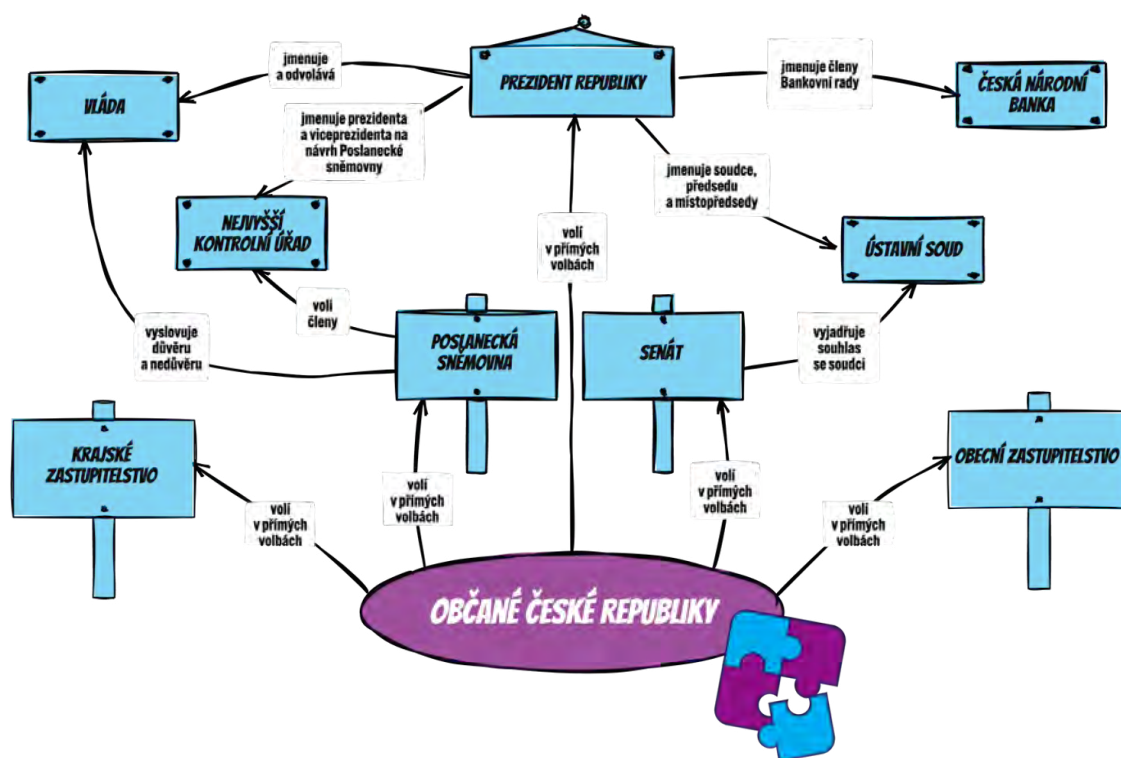 jmenuje
a odvolává
PREZIDENT REPUBLIKY
jmenuje členy
Bankovní rady
ČESKÁ NÁRODNÍ
BANKA
VLÁDA
jmenuje prezidenta
a viceprezidenta na
návrh Poslanecké
sněmovny
jmenuje soudce,
předsedu
a místopředsedy
NEJVYŠŠÍ
KONTROLNÍ ÚŘAD
volí
v přímých
volbách
ÚSTAVNÍ SOUD
volí
členy
vyslovuje
důvěru
a nedůvěru
POSLANECKÁ
SNĚMOVNA
SENÁT
vyjadřuje
souhlas
se soudci
KRAJSKÉ
ZASTUPITELSTVO
OBECNÍ ZASTUPITELSTVO
volí
v přímých
volbách
volí
v přímých
volbách
volí
v přímých
volbách
volí
v přímých
volbách
OBČANÉ ČESKÉ REPUBLIKY